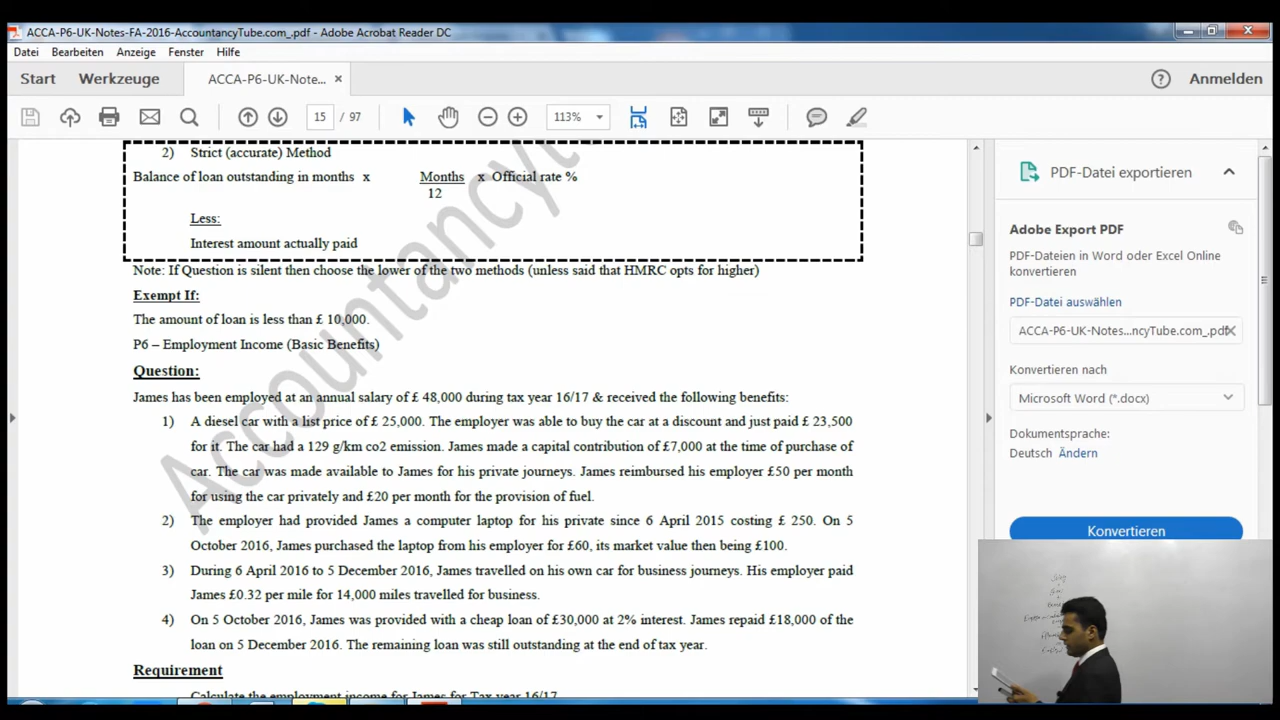 ACCA-P6-UK-Notes-FA-2016-AccountancyTube.com_.pdf - Adobe Acrobat Reader DC
Datei Bearbeiten Anzeige Fenster Hilfe
Start Werkzeuge ACCA-P6-UK-Note... × Anmelden
15 / 97 113%
2) Strict (accurate) Method
Balance of loan outstanding in months x Months x Official rate %
12
Less:
Interest amount actually paid
Note: If Question is silent then choose the lower of the two methods (unless said that HMRC opts for higher)
Exempt If:
The amount of loan is less than £ 10,000.
P6 – Employment Income (Basic Benefits)
Question:
James has been employed at an annual salary of £ 48,000 during tax year 16/17 & received the following benefits:
1) A diesel car with a list price of £ 25,000. The employer was able to buy the car at a discount and just paid £ 23,500
for it. The car had a 129 g/km co2 emission. James made a capital contribution of £7,000 at the time of purchase of
car. The car was made available to James for his private journeys. James reimbursed his employer £50 per month
for using the car privately and £20 per month for the provision of fuel.
2) The employer had provided James a computer laptop for his private since 6 April 2015 costing £ 250. On 5
October 2016, James purchased the laptop from his employer for £60, its market value then being £100.
3) During 6 April 2016 to 5 December 2016, James travelled on his own car for business journeys. His employer paid
James £0.32 per mile for 14,000 miles travelled for business.
4) On 5 October 2016, James was provided with a cheap loan of £30,000 at 2% interest. James repaid £18,000 of the
loan on 5 December 2016. The remaining loan was still outstanding at the end of tax year.
Requirement
Calculate the employment income for James for Tax year 16/17
Accountancyt
PDF-Datei exportieren
Adobe Export PDF
PDF-Dateien in Word oder Excel Online
konvertieren
PDF-Datei auswählen
ACCA-P6-UK-Notes...ncyTube.com_.pdf
Konvertieren nach
Microsoft Word (*.docx)
Dokumentsprache:
Deutsch Ändern
Konvertieren